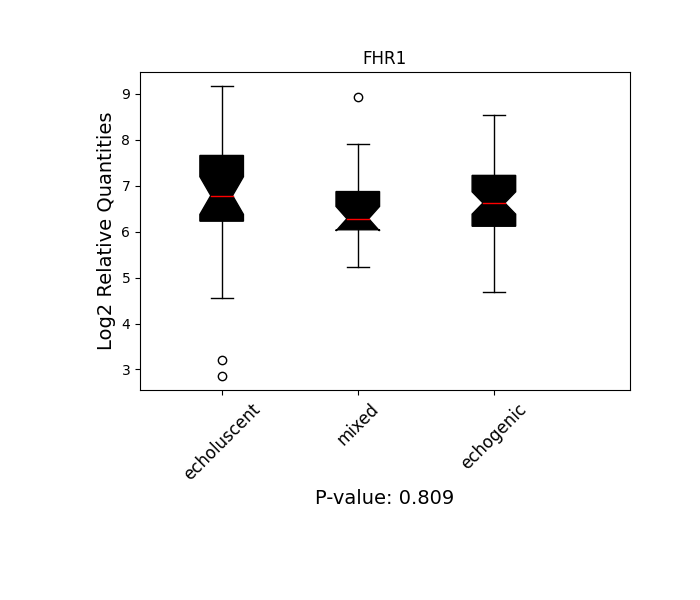 FHR1
Log2 Relative Quantities
9
8
7
6
5
4
3
echoluscent
mixed
echogenic
P-value: 0.809